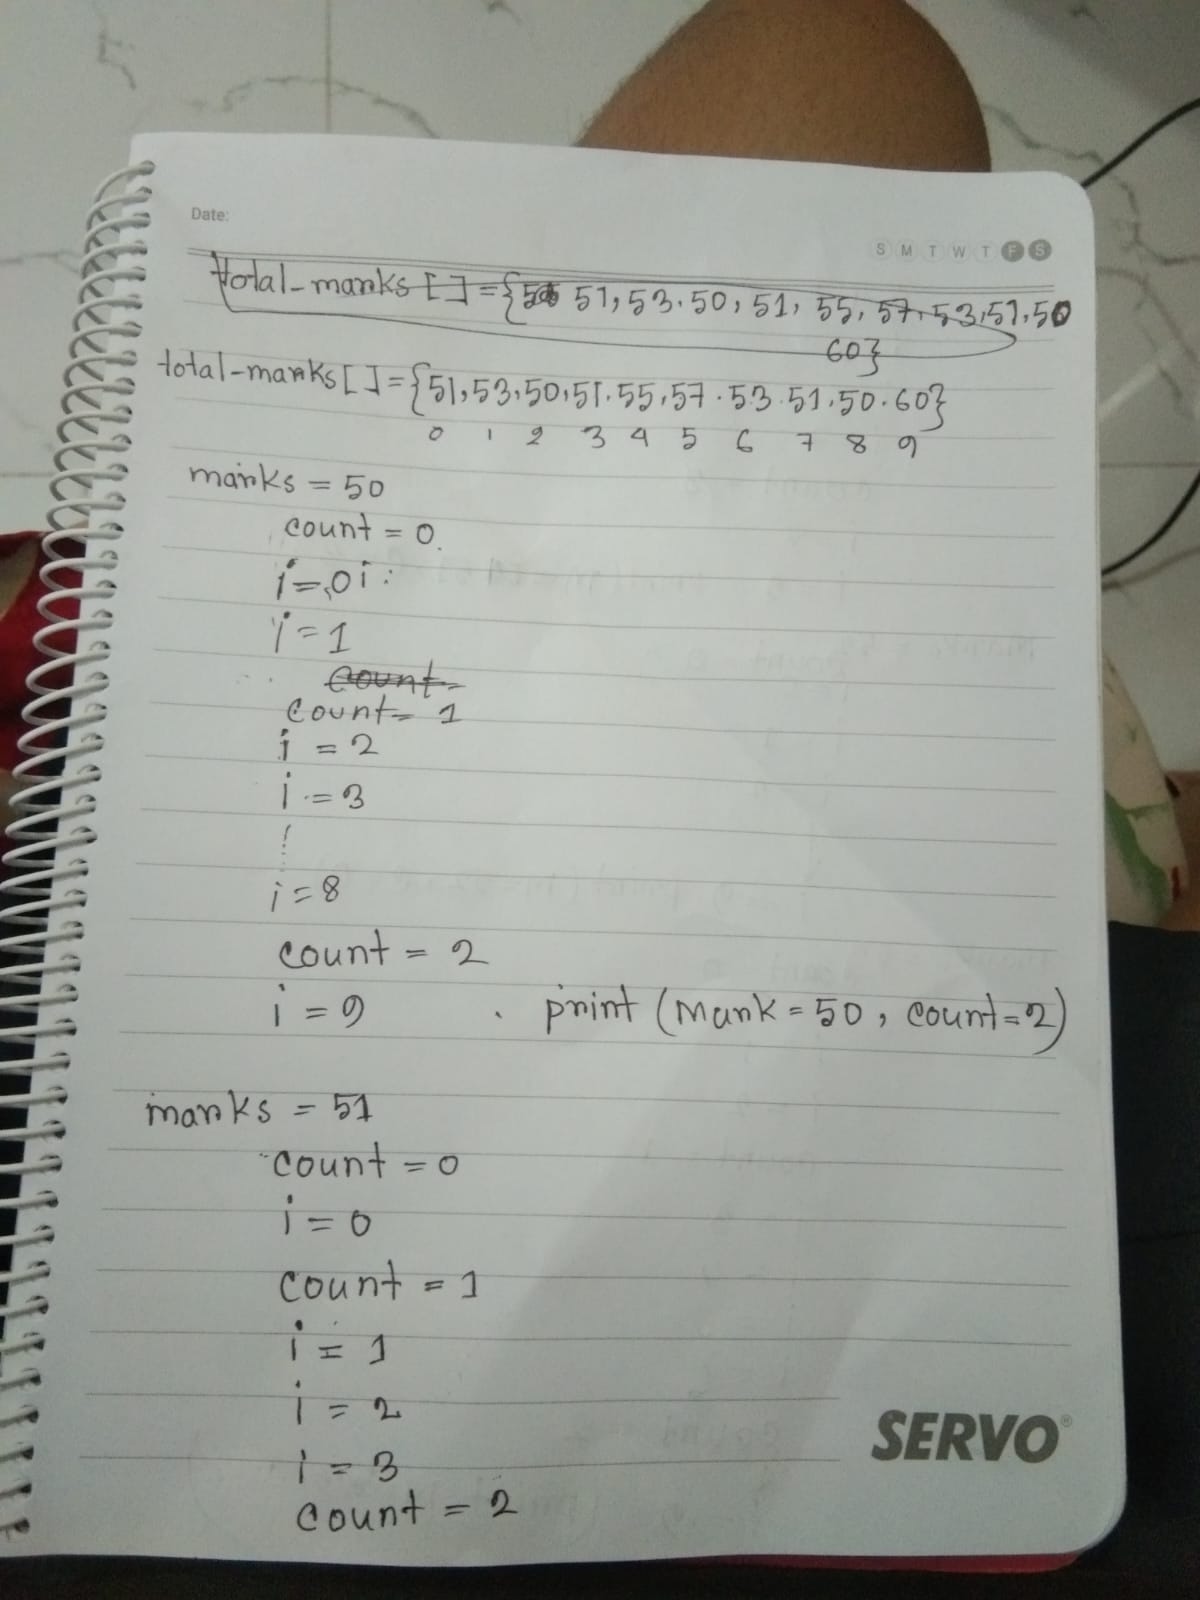 Date:
S M T W T F S
total-marks [ ] = { 51, 53. 50, 51, 55, 57, 53, 51, 50
60}
total-marks [ ] = {51, 53, 50, 51. 55, 57 . 53 . 51 . 50 . 60}
0 1 2 3 4 5 6 7 8 9
marks = 50
count = 0.
i = 0 i :
i = 1
count =
count = 1
i = 2
i = 3
i = 8
count = 2
i = 9 . print (Mark = 50, count = 2)
marks = 51
count = 0
i = 0
count = 1
i = 1
i = 2
i = 3
count = 2
SERVO®